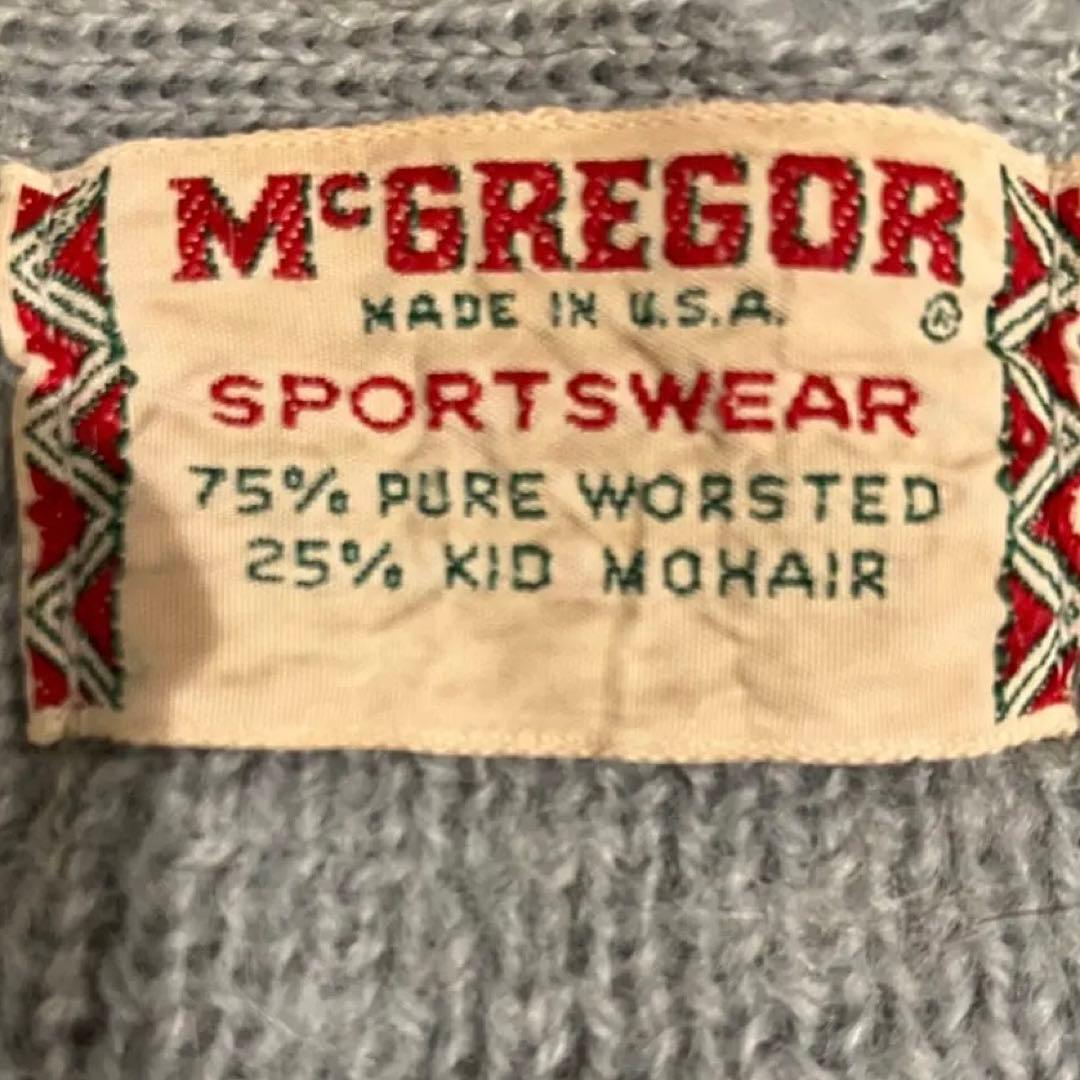 McGREGOR
MADE IN U.S.A.
®
SPORTSWEAR
75% PURE WORSTED
25% KID MOHAIR